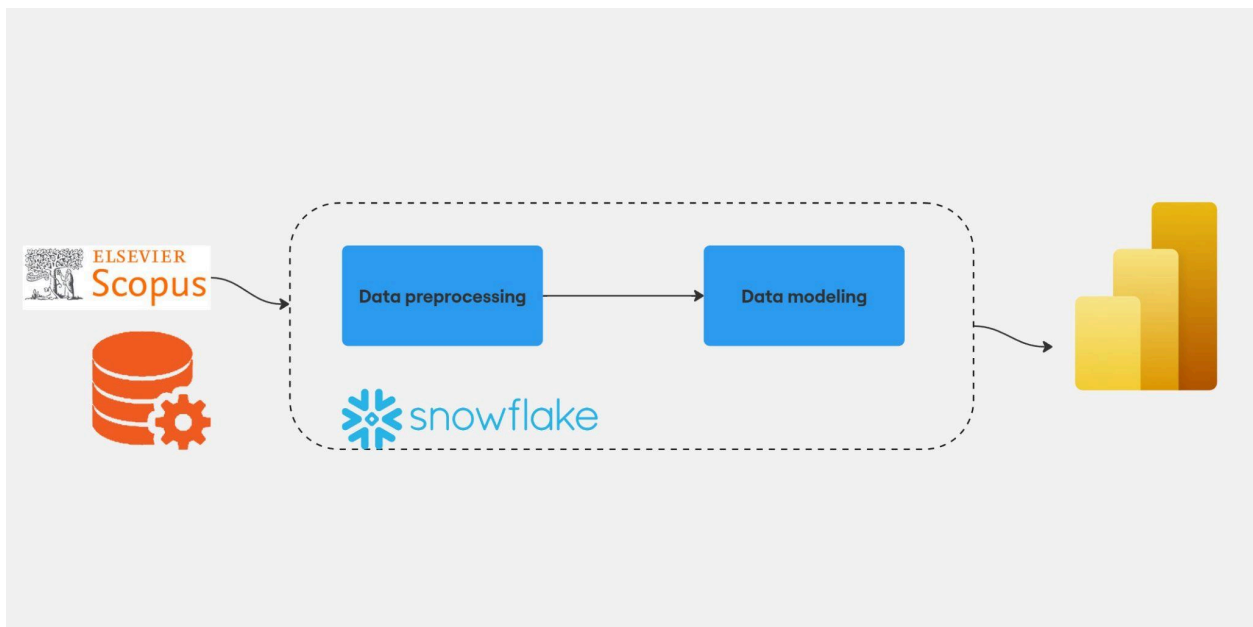 ELSEVIER
Scopus
Data preprocessing
Data modeling
snowflake